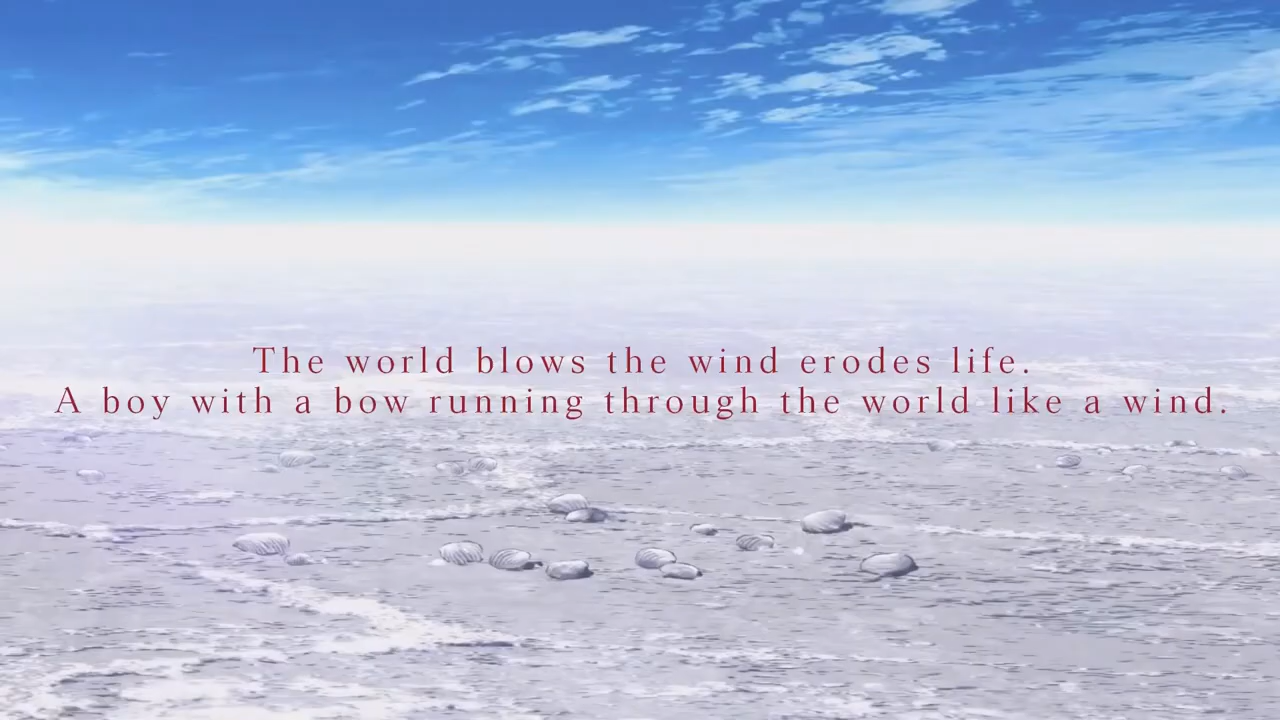 The world blows the wind erodes life.
A boy with a bow running through the world like a wind.